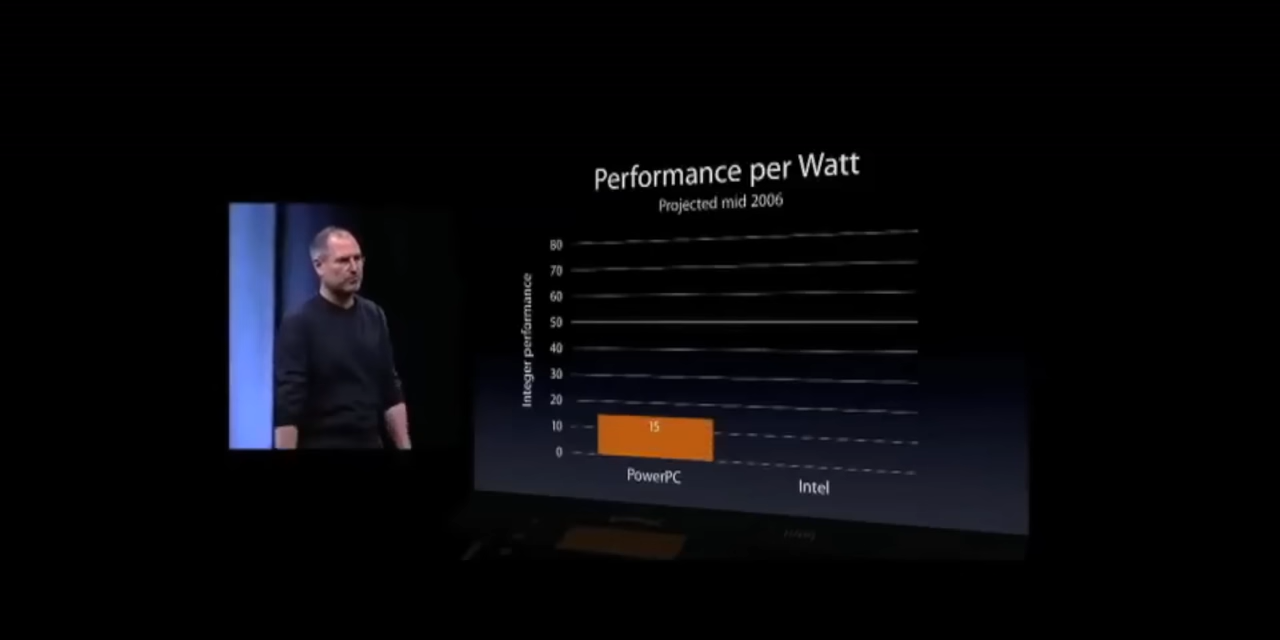 Performance per Watt
Projected mid 2006
Integer performance
80
70
60
50
40
30
20
10
0
15
PowerPC
Intel